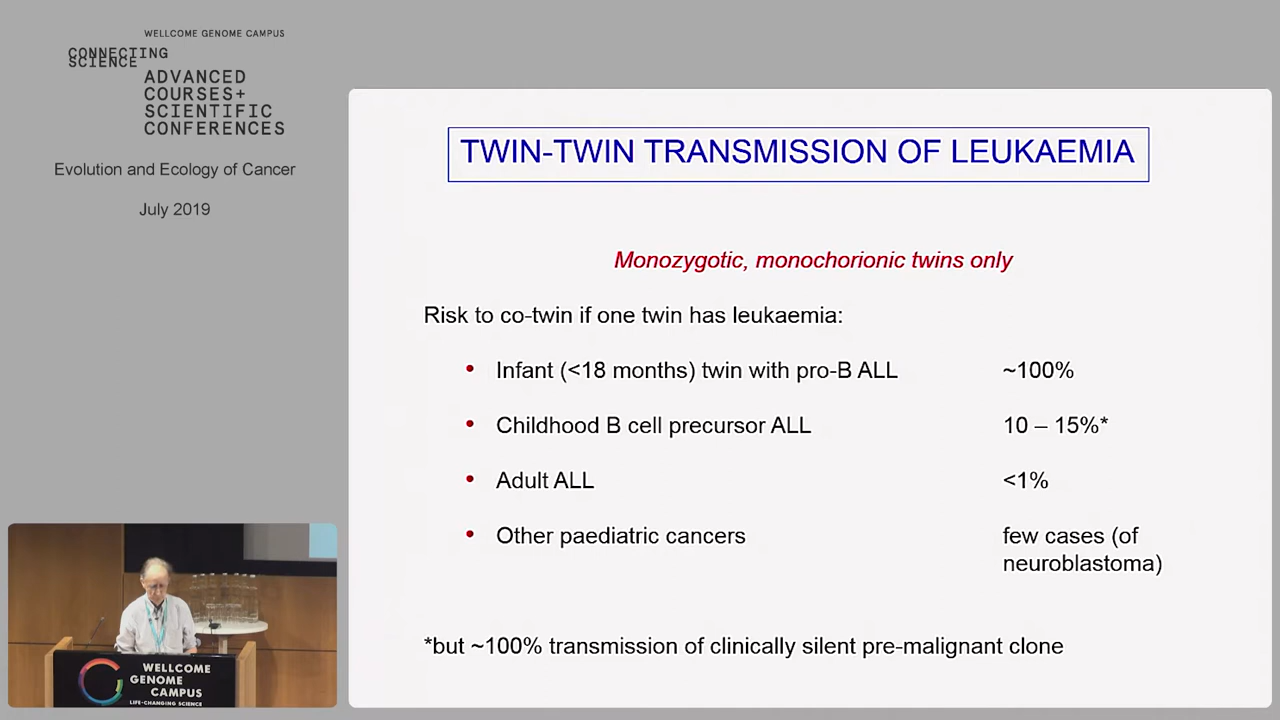 WELLCOME GENOME CAMPUS
CONNECTING
SCIENCE
ADVANCED
COURSES+
SCIENTIFIC
CONFERENCES
Evolution and Ecology of Cancer
July 2019
TWIN-TWIN TRANSMISSION OF LEUKAEMIA
Monozygotic, monochorionic twins only
Risk to co-twin if one twin has leukaemia:
• Infant (<18 months) twin with pro-B ALL ~100%
• Childhood B cell precursor ALL 10 – 15%*
• Adult ALL <1%
• Other paediatric cancers few cases (of
neuroblastoma)
*but ~100% transmission of clinically silent pre-malignant clone
WELLCOME
GENOME
CAMPUS
LIFE-CHANGING SCIENCE